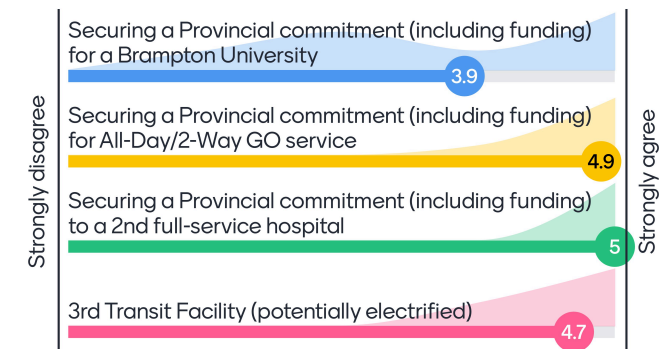 Strongly disagree
Securing a Provincial commitment (including funding)
for a Brampton University
3.9
Securing a Provincial commitment (including funding)
for All-Day/2-Way GO service
4.9
Securing a Provincial commitment (including funding)
to a 2nd full-service hospital
5
3rd Transit Facility (potentially electrified)
4.7
Strongly agree